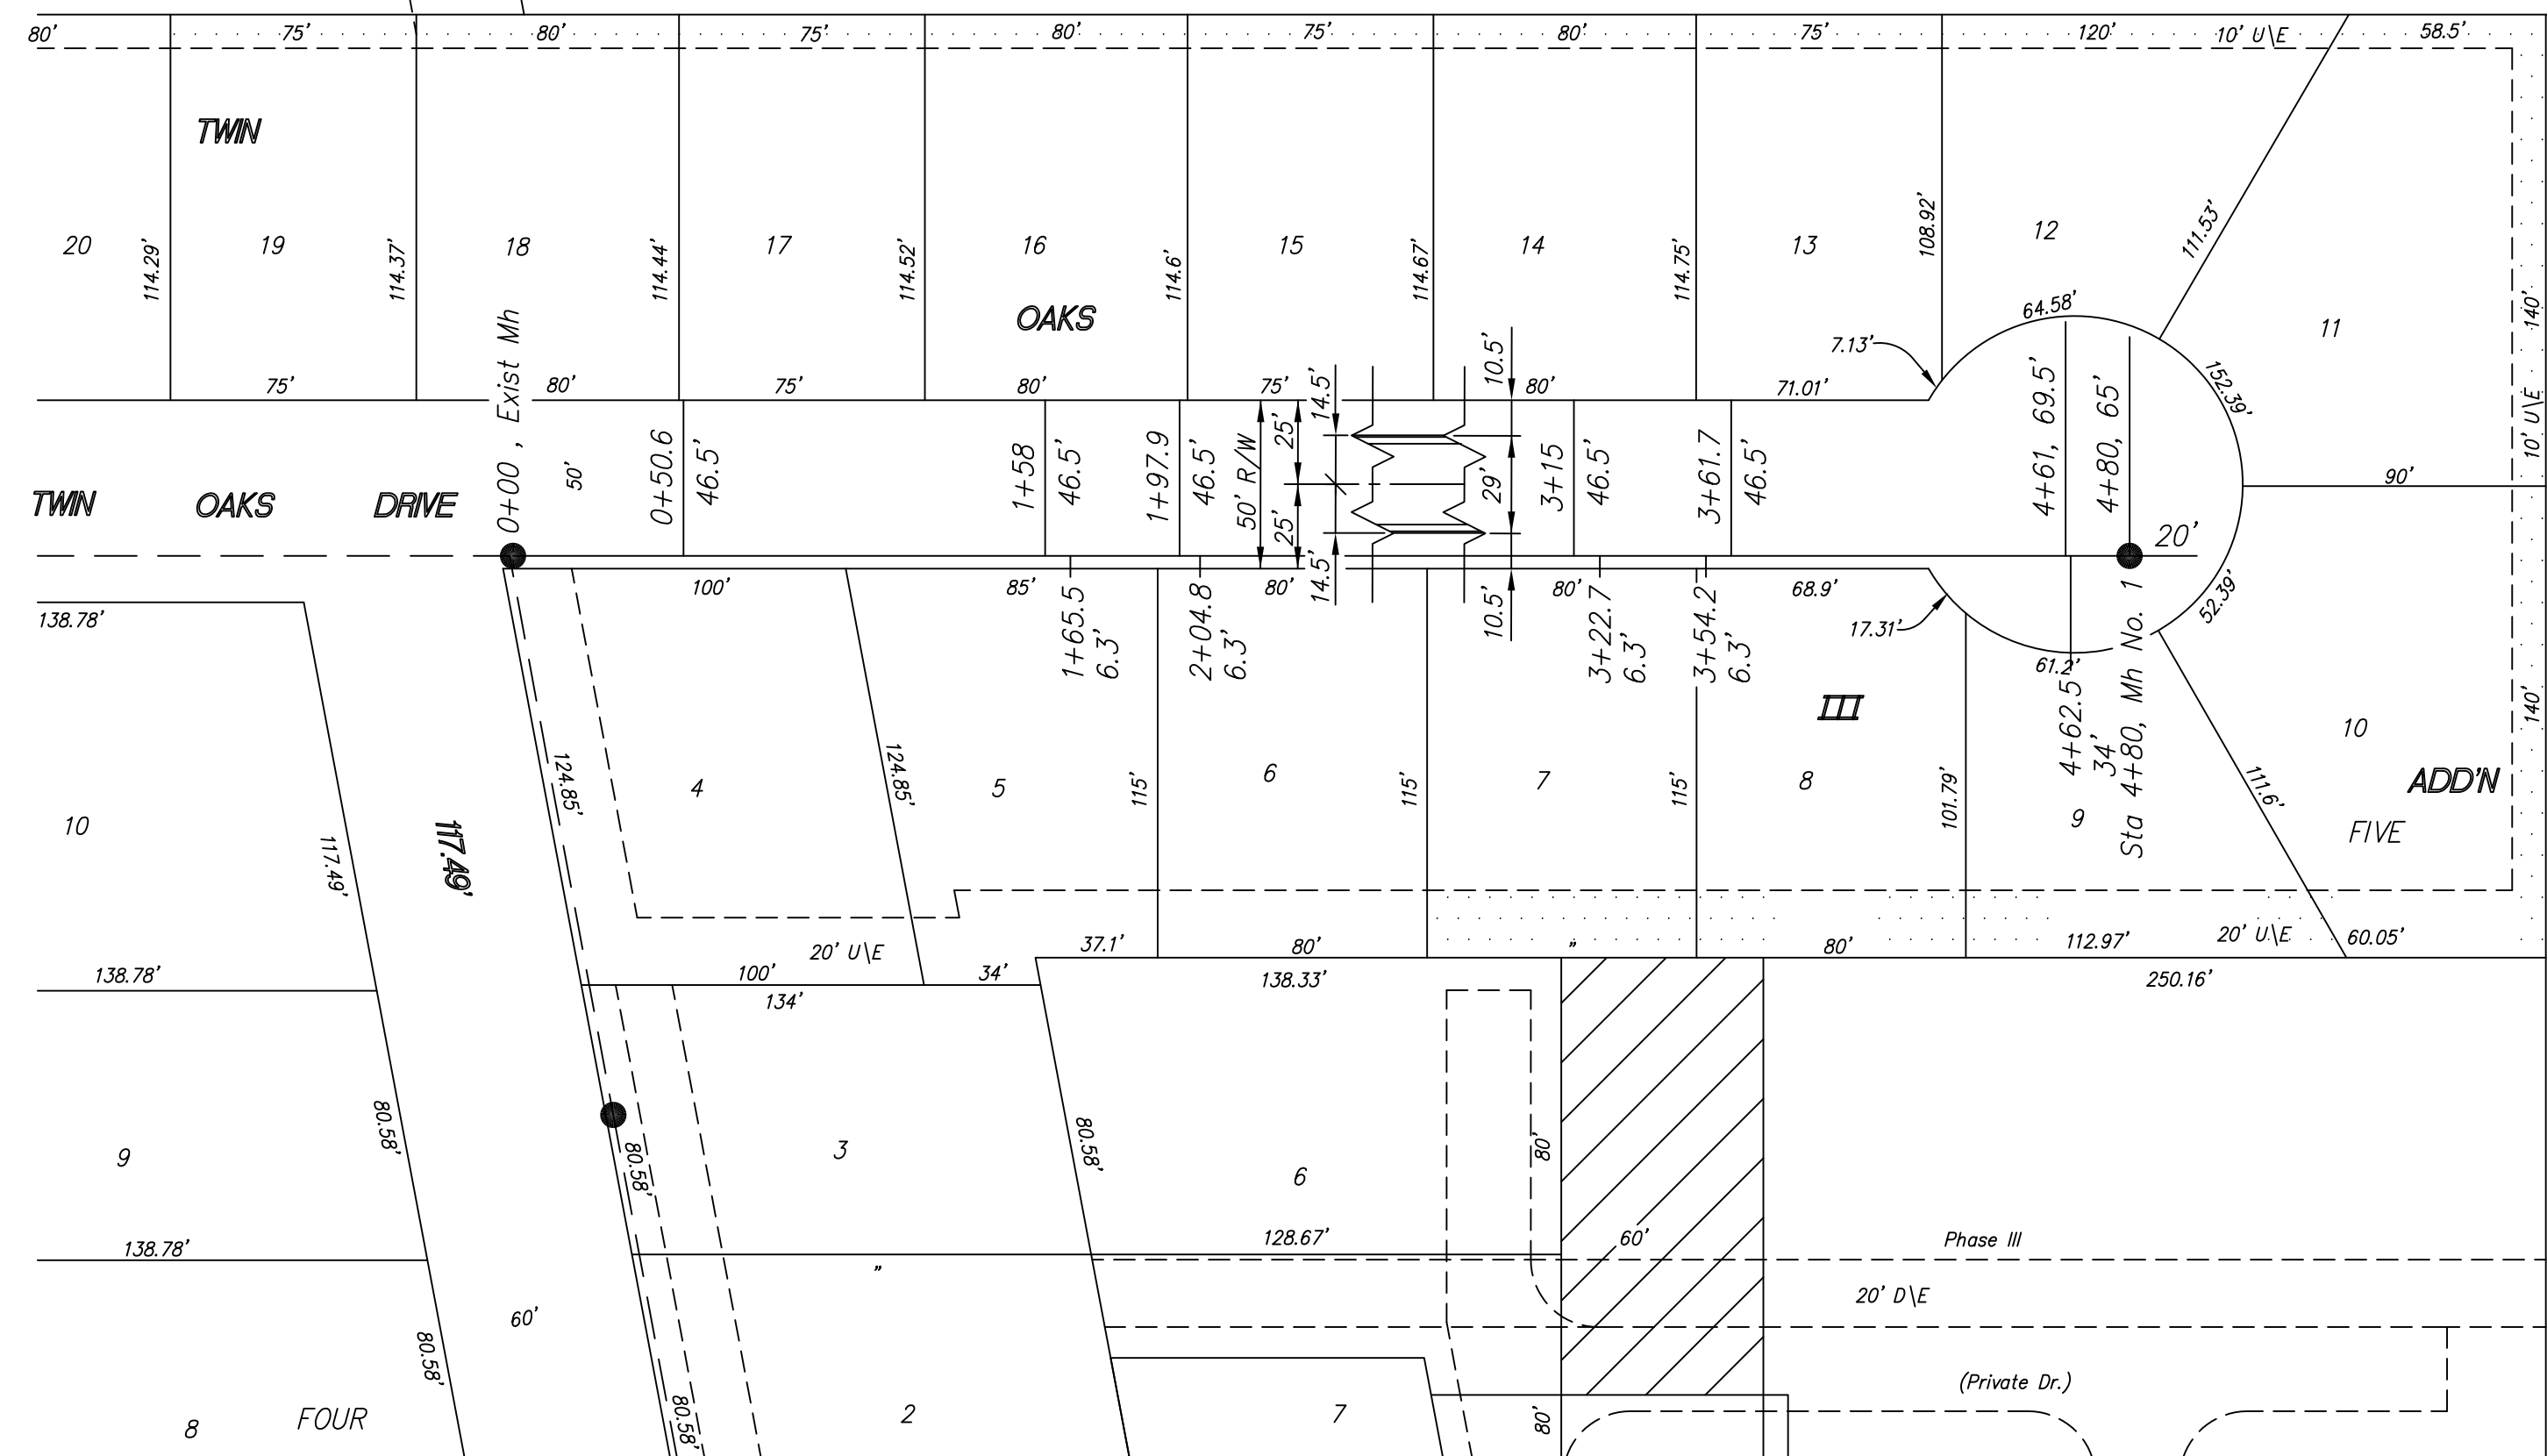 80' 75' 80' 75' 80' 75' 80' 75' 120' 10' U\E 58.5'
TWIN
20 114.29' 19 114.37' 18 114.44' 17 114.52' 16 114.6' 15 114.67' 14 114.75' 13 108.92' 12 111.53' 11 140'
OAKS
64.58'
7.13'
152.39'
10' U\E
75' 80' 75' 80' 75' 80' 71.01'
14.5' 10.5'
0+00 , Exist Mh
50'
0+50.6
46.5'
1+58
46.5'
1+97.9
46.5'
50' R/W
25'
25'
29'
3+15
46.5'
3+61.7
46.5'
4+61, 69.5'
4+80, 65'
90'
TWIN OAKS DRIVE
20'
14.5' 10.5'
138.78' 100' 85' 80' 80' 68.9'
17.31'
52.39'
61.2'
1+65.5
6.3'
2+04.8
6.3'
3+22.7
6.3'
3+54.2
6.3'
4+62.5
34'
Sta 4+80, Mh No. 1
III
140'
10 117.49' 117.49' 124.85' 4 124.85' 5 115' 6 115' 7 115' 8 101.79' 9 111.6' 10
ADD'N
FIVE
20' U\E 37.1' 80' " 80' 112.97' 20' U\E 60.05'
138.78' 100' 34' 138.33' 250.16'
134'
9 80.58' 80.58' 3 80.58' 6 80'
138.78' 128.67' 60' Phase III
"
60' 20' D\E
80.58'
(Private Dr.)
8 FOUR 80.58' 2 7 80'